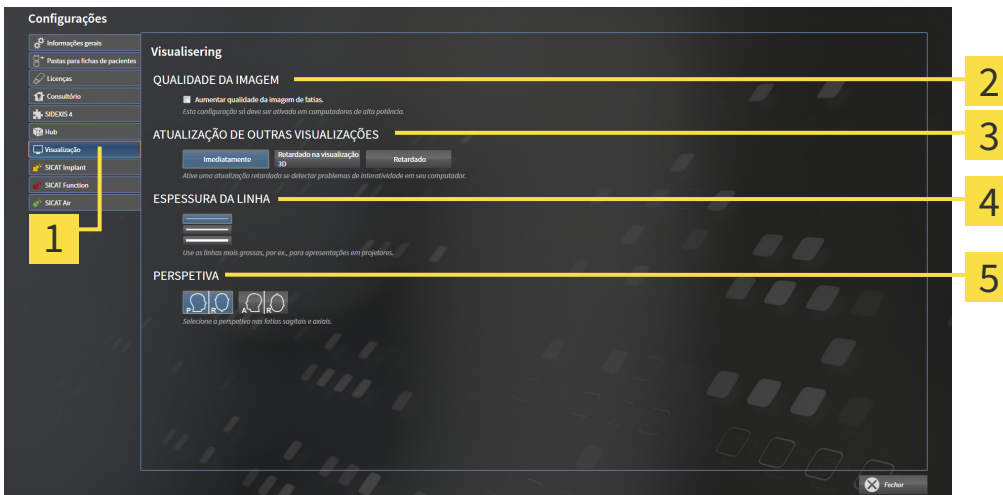 Configurações
Informações gerais
Pastas para fichas de pacientes
Licenças
Consultório
SIDEXIS 4
Hub
Visualização
SICAT Implant
SICAT Function
SICAT Air
1
Visualisering
QUALIDADE DA IMAGEM
2
Aumentar qualidade da imagem de fatias.
Esta configuração só deve ser ativada em computadores de alta potência.
ATUALIZAÇÃO DE OUTRAS VISUALIZAÇÕES
3
Imediatamente
Retardado na visualização
3D
Retardado
Ative uma atualização retardada se detectar problemas de interatividade em seu computador.
ESPESSURA DA LINHA
4
Use as linhas mais grossas, por ex., para apresentações em projetores.
PERSPETIVA
5
P R A R
Selecione a perspetiva nas fatias sagitais e axiais.
Fechar